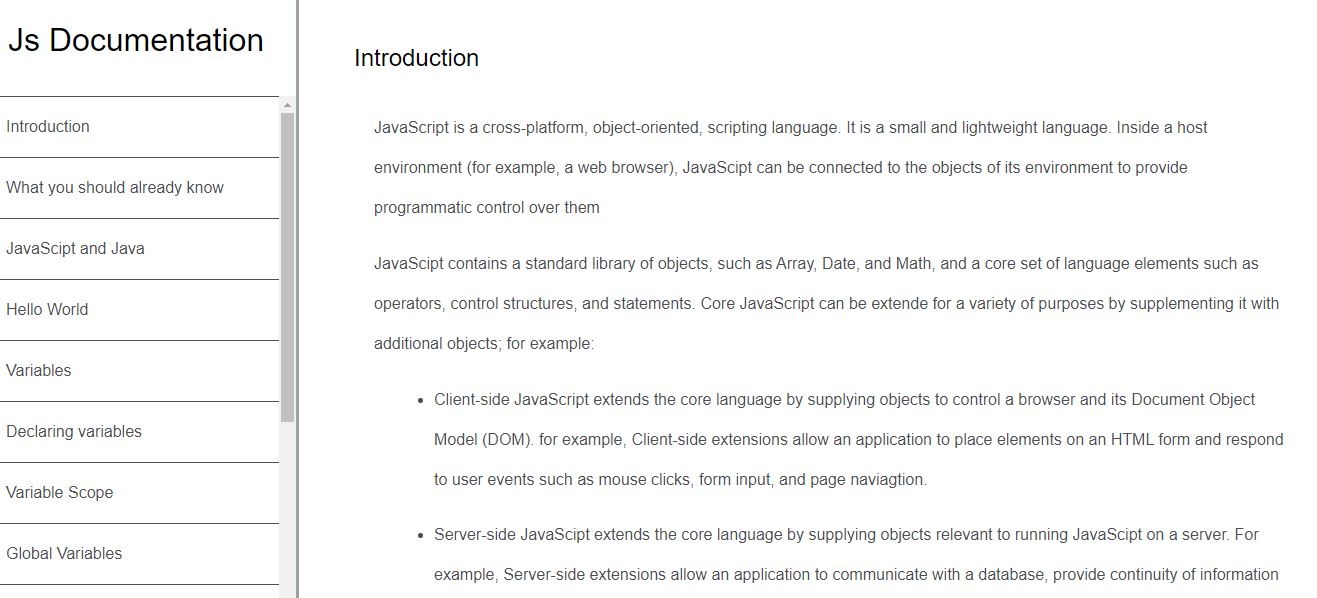 Js Documentation
Introduction
What you should already know
JavaScipt and Java
Hello World
Variables
Declaring variables
Variable Scope
Global Variables
Introduction
JavaScript is a cross-platform, object-oriented, scripting language. It is a small and lightweight language. Inside a host
environment (for example, a web browser), JavaScipt can be connected to the objects of its environment to provide
programmatic control over them
JavaScipt contains a standard library of objects, such as Array, Date, and Math, and a core set of language elements such as
operators, control structures, and statements. Core JavaScript can be extende for a variety of purposes by supplementing it with
additional objects; for example:
• Client-side JavaScript extends the core language by supplying objects to control a browser and its Document Object
Model (DOM). for example, Client-side extensions allow an application to place elements on an HTML form and respond
to user events such as mouse clicks, form input, and page naviagtion.
• Server-side JavaScipt extends the core language by supplying objects relevant to running JavaScipt on a server. For
example, Server-side extensions allow an application to communicate with a database, provide continuity of information